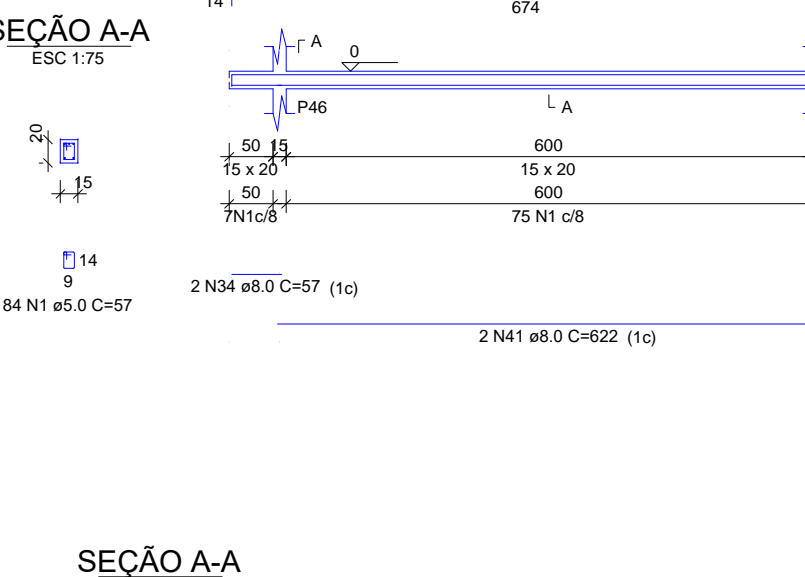 14
674
SEÇÃO A-A
ESC 1:75
A
0
P46
A
20
15
50 15 600
15 x 20 15 x 20
50 600
7N1c/8 75 N1 c/8
14
9
84 N1 ø5.0 C=57
2 N34 ø8.0 C=57 (1c)
2 N41 ø8.0 C=622 (1c)
SEÇÃO A-A